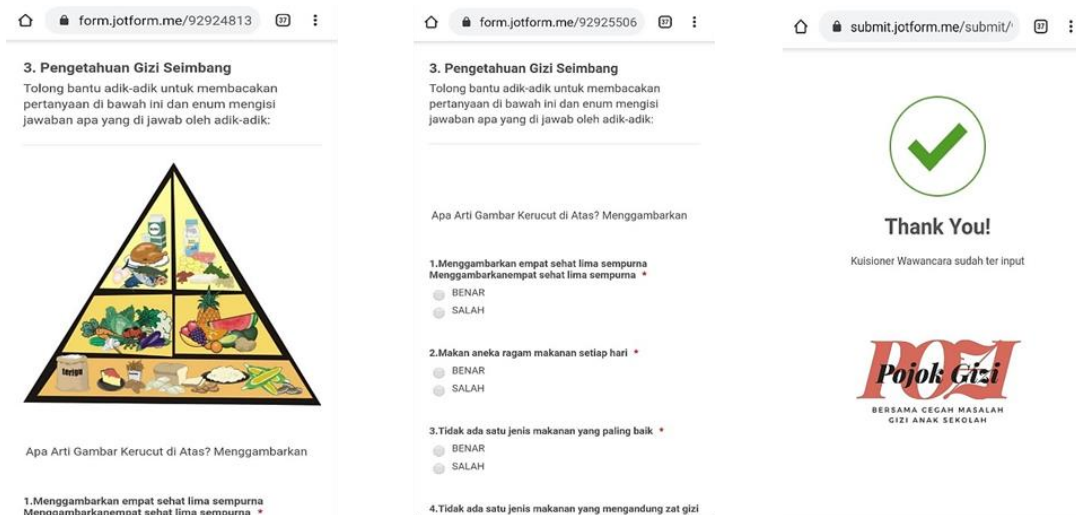 form.jotform.me/92924813
37
3. Pengetahuan Gizi Seimbang
Tolong bantu adik-adik untuk membacakan
pertanyaan di bawah ini dan enum mengisi
jawaban apa yang di jawab oleh adik-adik:
terigu
Apa Arti Gambar Kerucut di Atas? Menggambarkan
1.Menggambarkan empat sehat lima sempurna
Menggambarkanempat sehat lima sempurna *
form.jotform.me/92925506
37
3. Pengetahuan Gizi Seimbang
Tolong bantu adik-adik untuk membacakan
pertanyaan di bawah ini dan enum mengisi
jawaban apa yang di jawab oleh adik-adik:
Apa Arti Gambar Kerucut di Atas? Menggambarkan
1.Menggambarkan empat sehat lima sempurna
Menggambarkanempat sehat lima sempurna *
BENAR
SALAH
2.Makan aneka ragam makanan setiap hari *
BENAR
SALAH
3.Tidak ada satu jenis makanan yang paling baik *
BENAR
SALAH
4.Tidak ada satu jenis makanan yang mengandung zat gizi
submit.jotform.me/submit/
37
Thank You!
Kuisioner Wawancara sudah ter input
POZI
Pojok Gizi
BERSAMA CEGAH MASALAH
GIZI ANAK SEKOLAH